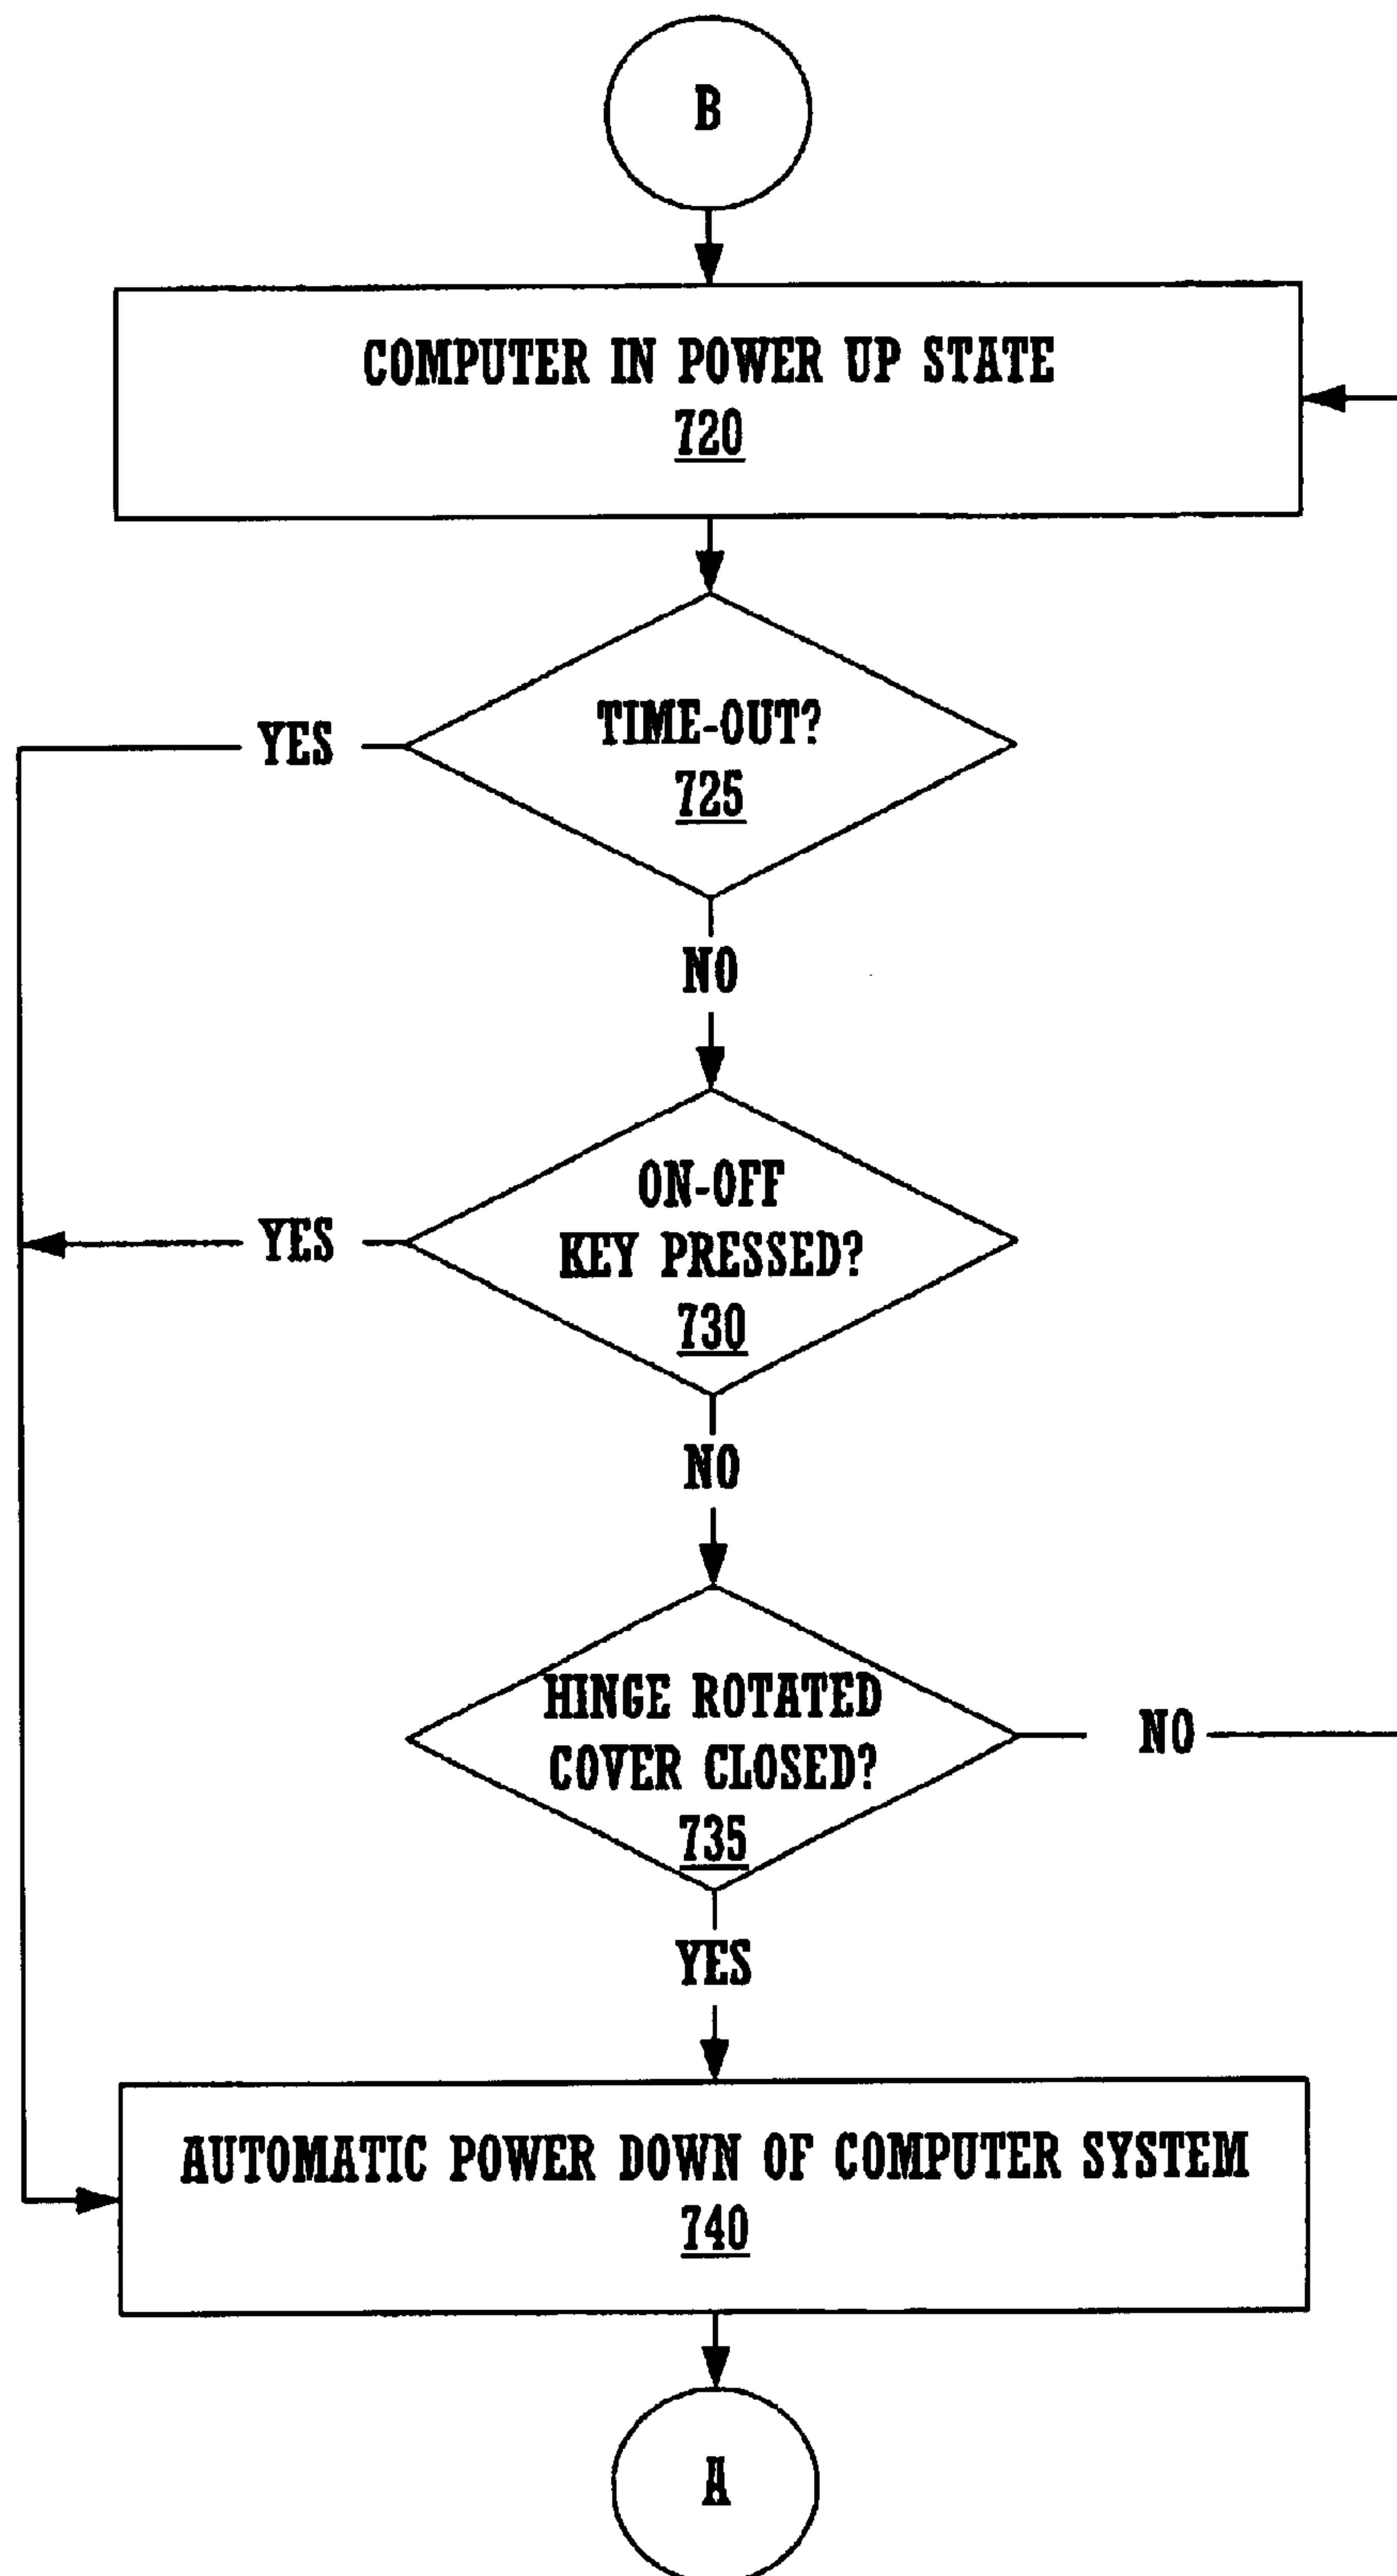 B
COMPUTER IN POWER UP STATE
720
TIME-OUT?
725
YES
NO
ON-OFF
KEY PRESSED?
730
YES
NO
HINGE ROTATED
COVER CLOSED?
735
NO
YES
AUTOMATIC POWER DOWN OF COMPUTER SYSTEM
740
A